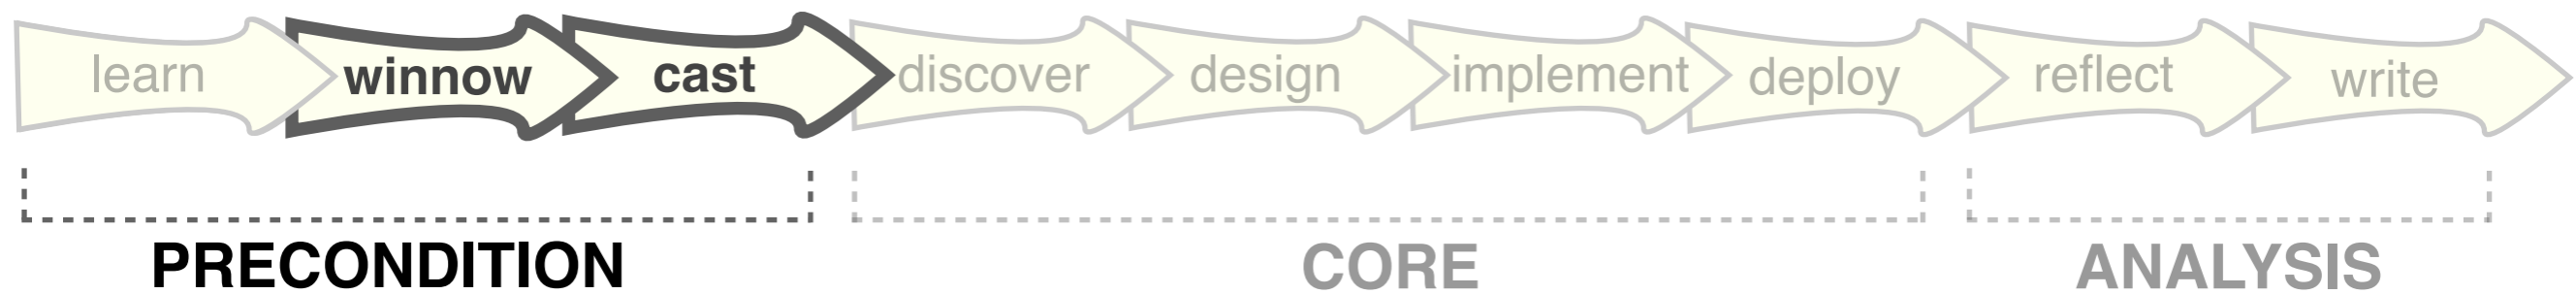 learn winnow cast discover design implement deploy reflect write
PRECONDITION CORE ANALYSIS